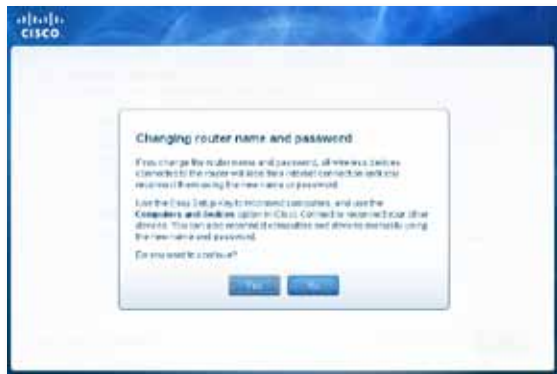 CISCO
Changing router name and password
If you change the router name and password, all wireless devices
connected to the router will lose their internet connection until you
reconnect them using the new name or password.
Use the Easy Setup Key to reconnect computers, and use the
Computers and Devices option in Cisco Connect to reconnect your other
devices. You can also reconnect computers and devices manually using
the new name and password.
Do you want to continue?
Yes No